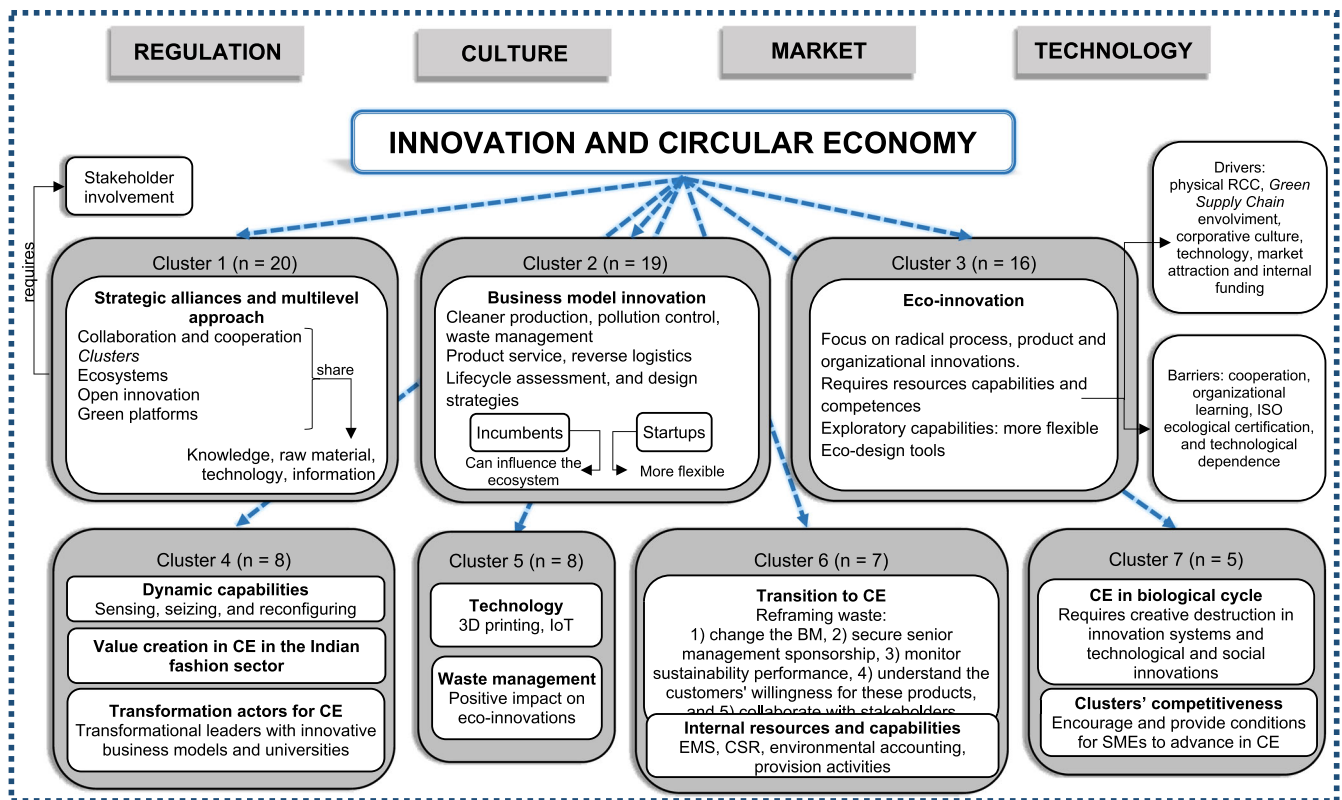 REGULATION
CULTURE
MARKET
TECHNOLOGY
INNOVATION AND CIRCULAR ECONOMY
Stakeholder
involvement
requires
Cluster 1 (n = 20)
Strategic alliances and multilevel
approach
Collaboration and cooperation
Clusters
Ecosystems
Open innovation
Green platforms
share
Knowledge, raw material,
technology, information
Cluster 2 (n = 19)
Business model innovation
Cleaner production, pollution control,
waste management
Product service, reverse logistics
Lifecycle assessment, and design
strategies
Incumbents
Startups
Can influence the
ecosystem
More flexible
Cluster 3 (n = 16)
Eco-innovation
Focus on radical process, product and
organizational innovations.
Requires resources capabilities and
competences
Exploratory capabilities: more flexible
Eco-design tools
Drivers:
physical RCC, Green
Supply Chain
envolviment,
corporative culture,
technology, market
attraction and internal
funding
Barriers: cooperation,
organizational
learning, ISO
ecological certification,
and technological
dependence
Cluster 4 (n = 8)
Dynamic capabilities
Sensing, seizing, and reconfiguring
Value creation in CE in the Indian
fashion sector
Transformation actors for CE
Transformational leaders with innovative
business models and universities
Cluster 5 (n = 8)
Technology
3D printing, IoT
Waste management
Positive impact on
eco-innovations
Cluster 6 (n = 7)
Transition to CE
Reframing waste:
1) change the BM, 2) secure senior
management sponsorship, 3) monitor
sustainability performance, 4) understand the
customers' willingness for these products,
and 5) collaborate with stakeholders
Internal resources and capabilities
EMS, CSR, environmental accounting,
provision activities
Cluster 7 (n = 5)
CE in biological cycle
Requires creative destruction in
innovation systems and
technological and social
innovations
Clusters' competitiveness
Encourage and provide conditions
for SMEs to advance in CE